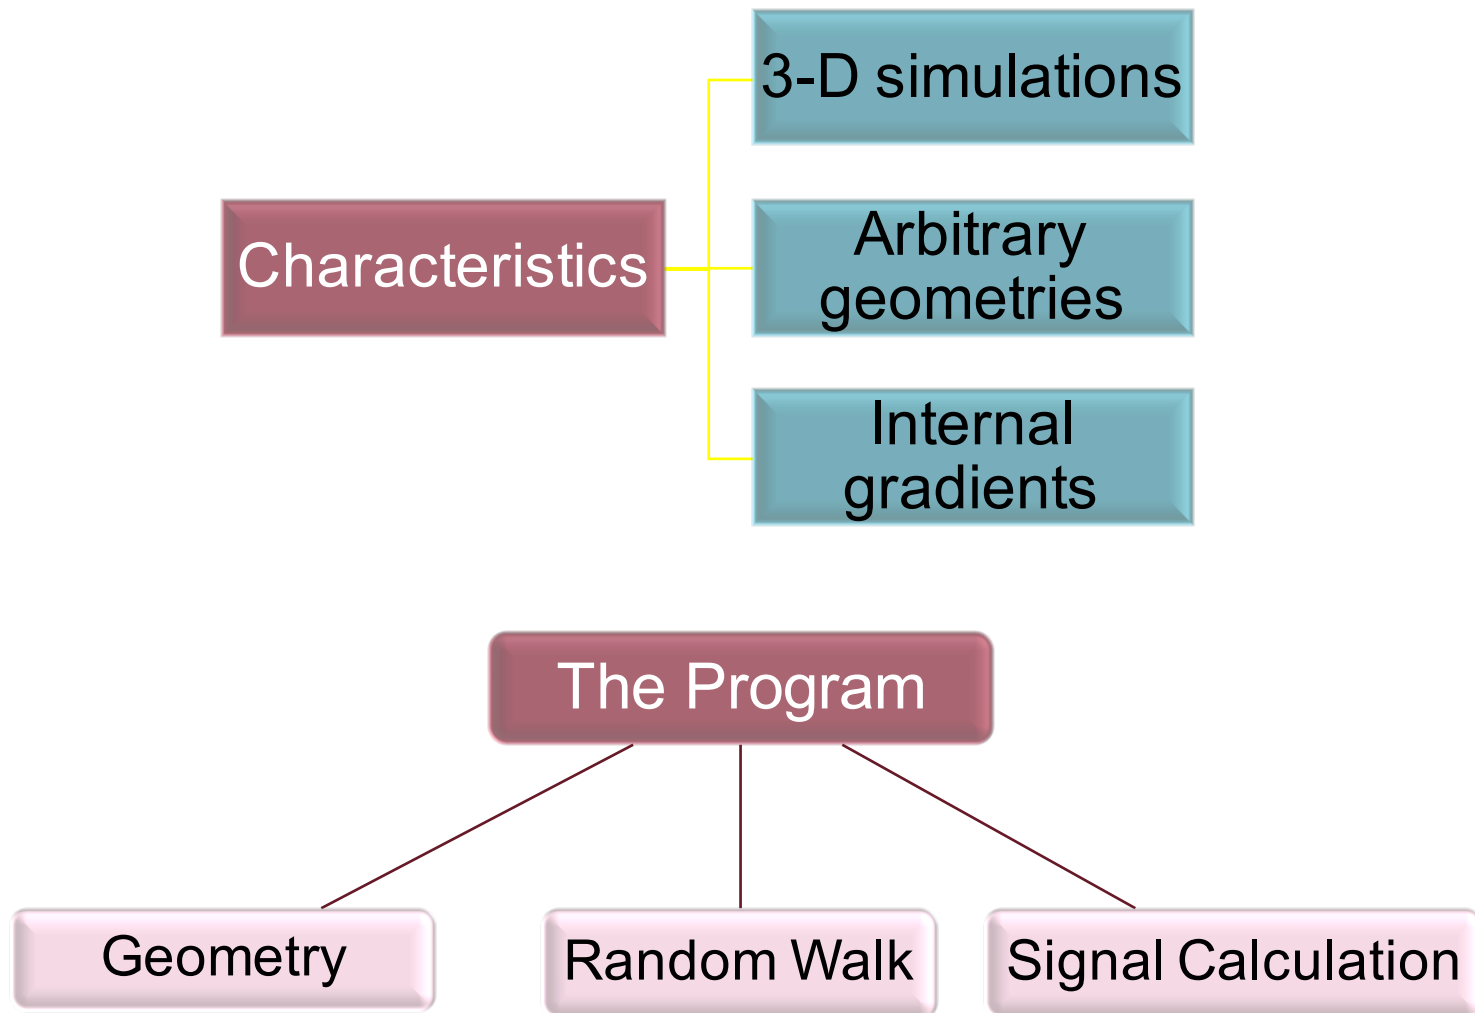 3-D simulations
Characteristics
Arbitrary
geometries
Internal
gradients
The Program
Geometry
Random Walk
Signal Calculation